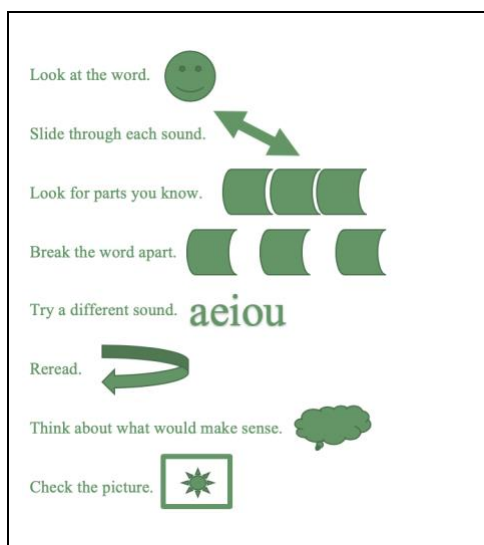 Look at the word.
Slide through each sound.
Look for parts you know.
Break the word apart.
Try a different sound. aeiou
Reread.
Think about what would make sense.
Check the picture.